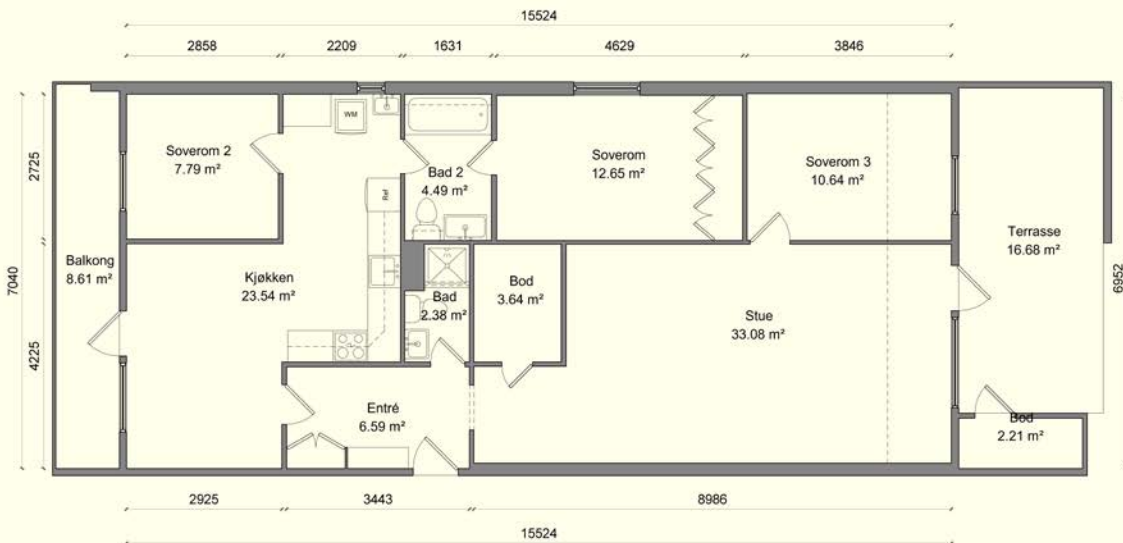 15524
2858 2209 1631 4629 3846
WM
Soverom 2
7.79 m²
Soverom
12.65 m²
Soverom 3
10.64 m²
Bad 2
4.49 m²
Ref
2725
7040
4225
Balkong
8.61 m²
Kjøkken
23.54 m²
Bad
2.38 m²
Bod
3.64 m²
Stue
33.08 m²
Terrasse
16.68 m²
6952
Entré
6.59 m²
Bod
2.21 m²
2925 3443 8986
15524